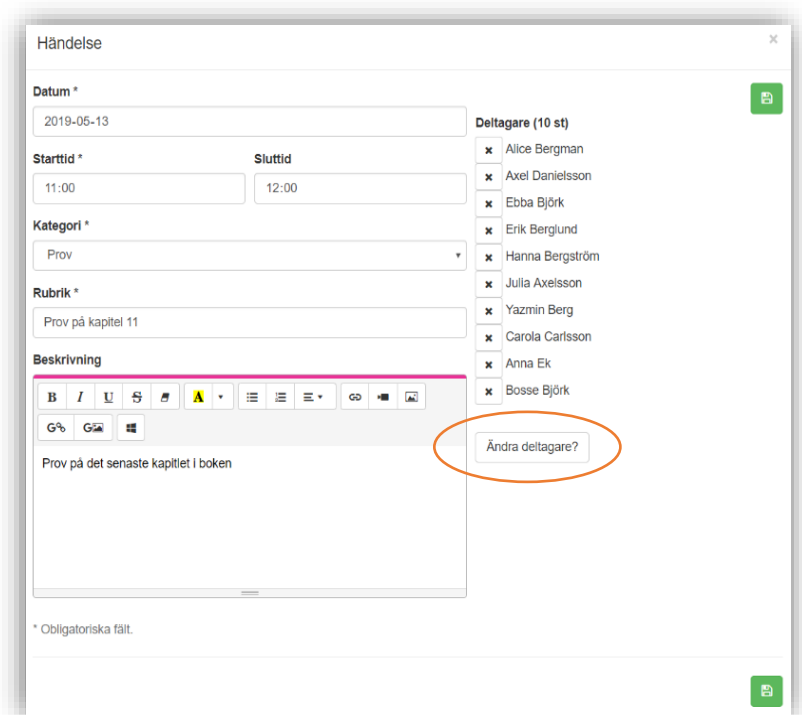 Händelse ×
Datum *
2019-05-13
Starttid * Sluttid
11:00 12:00
Kategori *
Prov
Rubrik *
Prov på kapitel 11
Beskrivning
B I U S A
G G
Prov på det senaste kapitlet i boken
* Obligatoriska fält.
Deltagare (10 st)
× Alice Bergman
× Axel Danielsson
× Ebba Björk
× Erik Berglund
× Hanna Bergström
× Julia Axelsson
× Yazmin Berg
× Carola Carlsson
× Anna Ek
× Bosse Björk
Ändra deltagare?